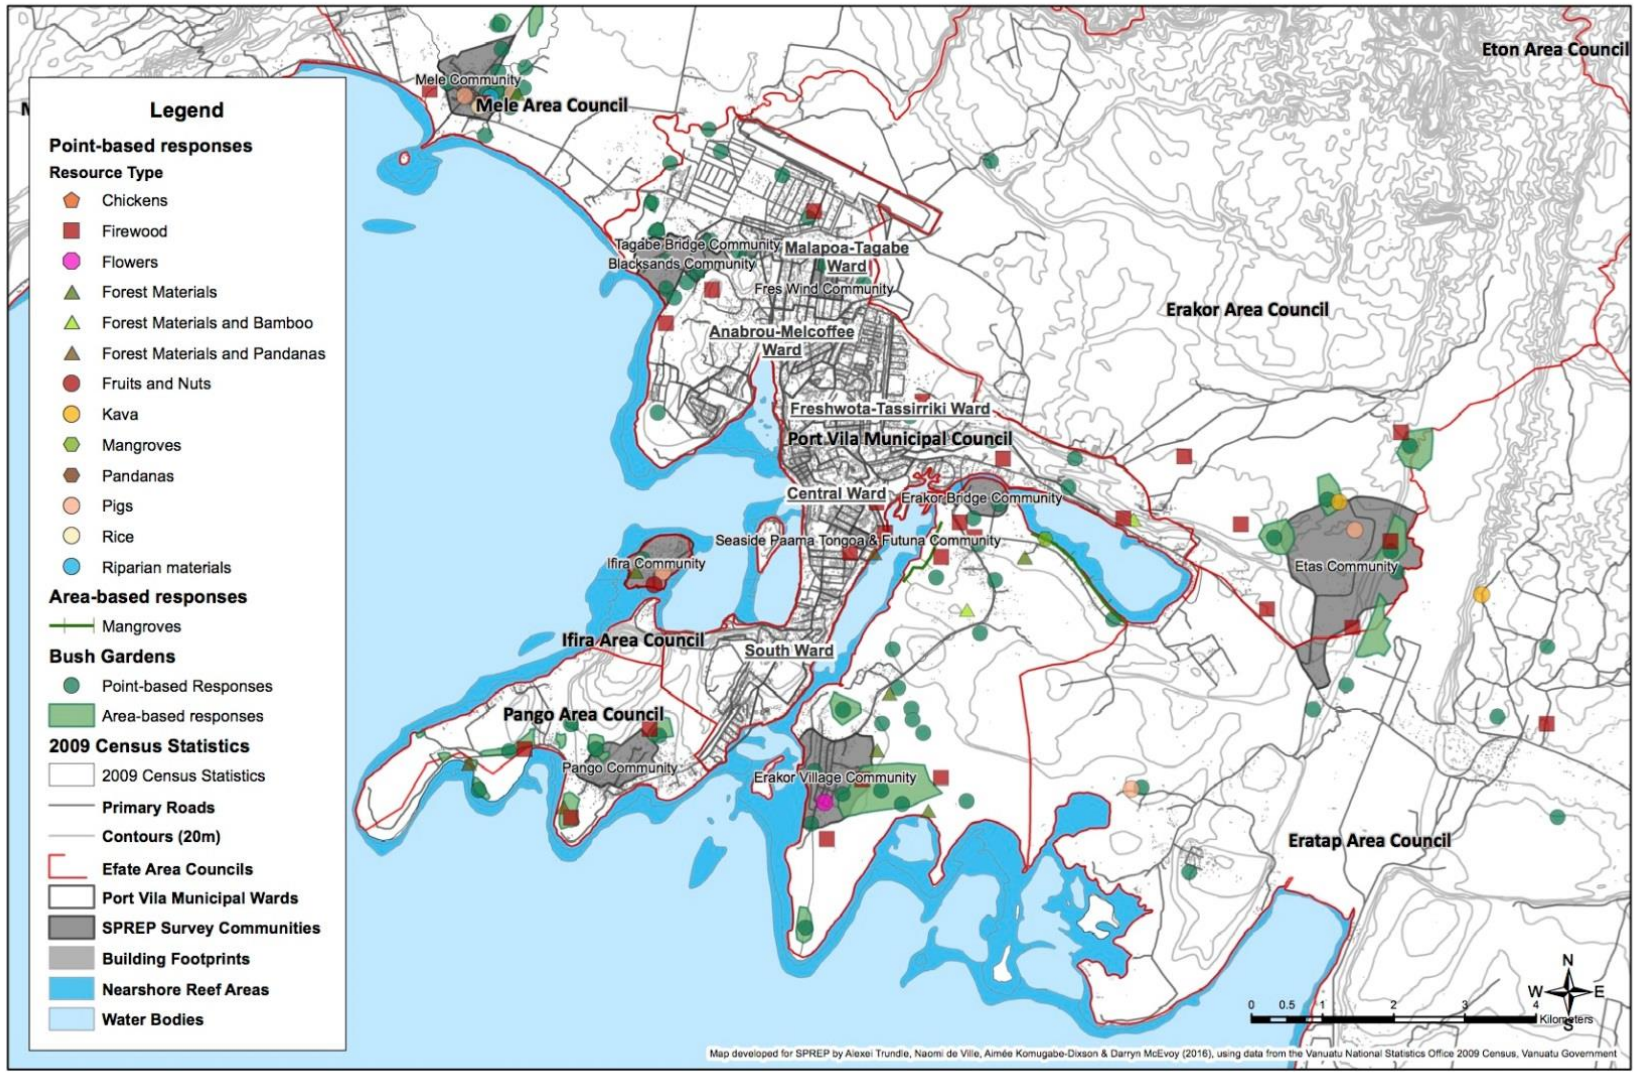 Legend
Point-based responses
Resource Type
Chickens
Firewood
Flowers
Forest Materials
Forest Materials and Bamboo
Forest Materials and Pandanas
Fruits and Nuts
Kava
Mangroves
Pandanas
Pigs
Rice
Riparian materials
Area-based responses
Mangroves
Bush Gardens
Point-based Responses
Area-based responses
2009 Census Statistics
2009 Census Statistics
Primary Roads
Contours (20m)
Efate Area Councils
Port Vila Municipal Wards
SPREP Survey Communities
Building Footprints
Nearshore Reef Areas
Water Bodies
Eton Area Council
Mele Community
Mele Area Council
Tagabe Bridge Community
Malapoa-Tagabe
Ward
Blacksands Community
Fres Wind Community
Erakor Area Council
Anabrou-Melcoffee
Ward
Freshwota-Tassirriki Ward
Port Vila Municipal Council
Central Ward
Erakor Bridge Community
Seaside Paama Tongoa & Futuna Community
Ifira Community
Etas Community
Ifira Area Council
South Ward
Pango Area Council
Pango Community
Erakor Village Community
Eratap Area Council
N
W
E
S
0 0.5 1 2 3 4
Kilometers
Map developed for SPREP by Alexei Trundle, Naomi de Ville, Aimée Komugabe-Dixson & Darryn McEvoy (2016), using data from the Vanuatu National Statistics Office 2009 Census, Vanuatu Government